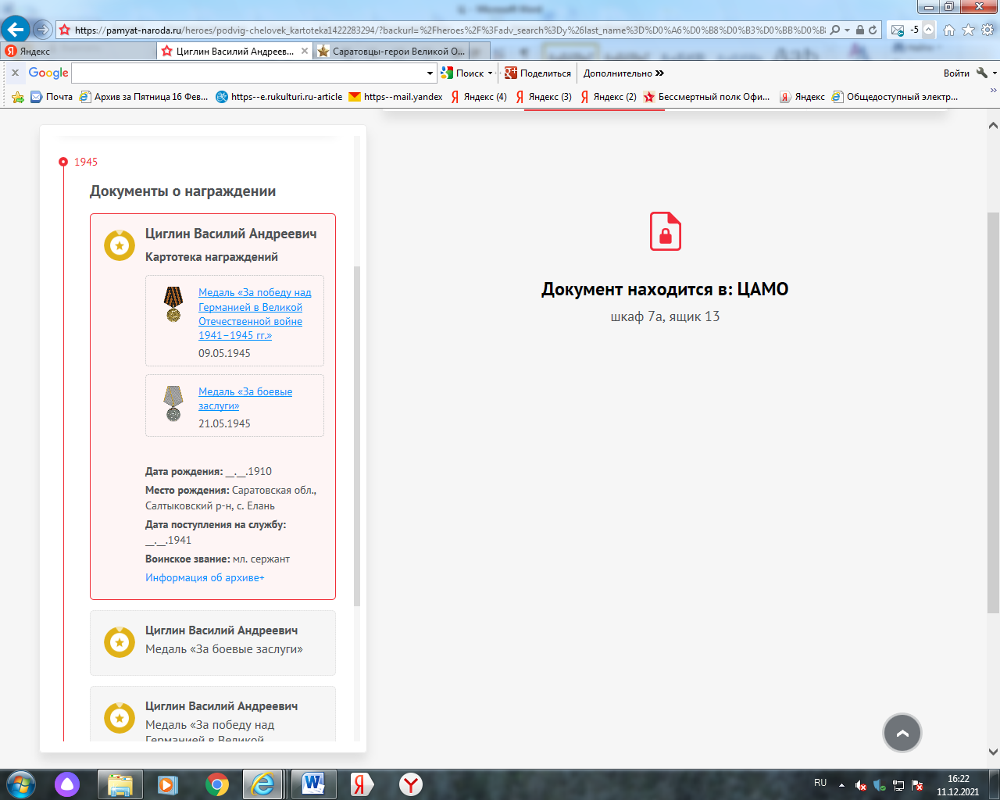 Microsoft Word
https://pamyat-naroda.ru/heroes/podvig-chelovek_kartoteka1422283294/?backurl=%2Fheroes%2F%3Fadv_search%3Dy%26last_name%3D%D0%A6%D0%B8%D0%B3%D0%BB%D0%B8
-5
Яндекс
Циглин Василий Андреев...
Саратовцы-герои Великой О...
Google
Поиск
Поделиться
Дополнительно
Войти
Почта
Архив за Пятница 16 Фев...
https--e.rukulturi.ru-article
https--mail.yandex
Яндекс (4)
Яндекс (3)
Яндекс (2)
Бессмертный полк Офи...
Яндекс
Общедоступный электр...
1945
Документы о награждении
Циглин Василий Андреевич
Картотека награждений
Медаль «За победу над
Германией в Великой
Отечественной войне
1941–1945 гг.»
09.05.1945
Медаль «За боевые
заслуги»
21.05.1945
Дата рождения: __.__.1910
Место рождения: Саратовская обл.,
Салтыковский р-н, с. Елань
Дата поступления на службу:
__.__.1941
Воинское звание: мл. сержант
Информация об архиве+
Циглин Василий Андреевич
Медаль «За боевые заслуги»
Циглин Василий Андреевич
Медаль «За победу над
Германией в Великой
Документ находится в: ЦАМО
шкаф 7а, ящик 13
RU
16:22
11.12.2021